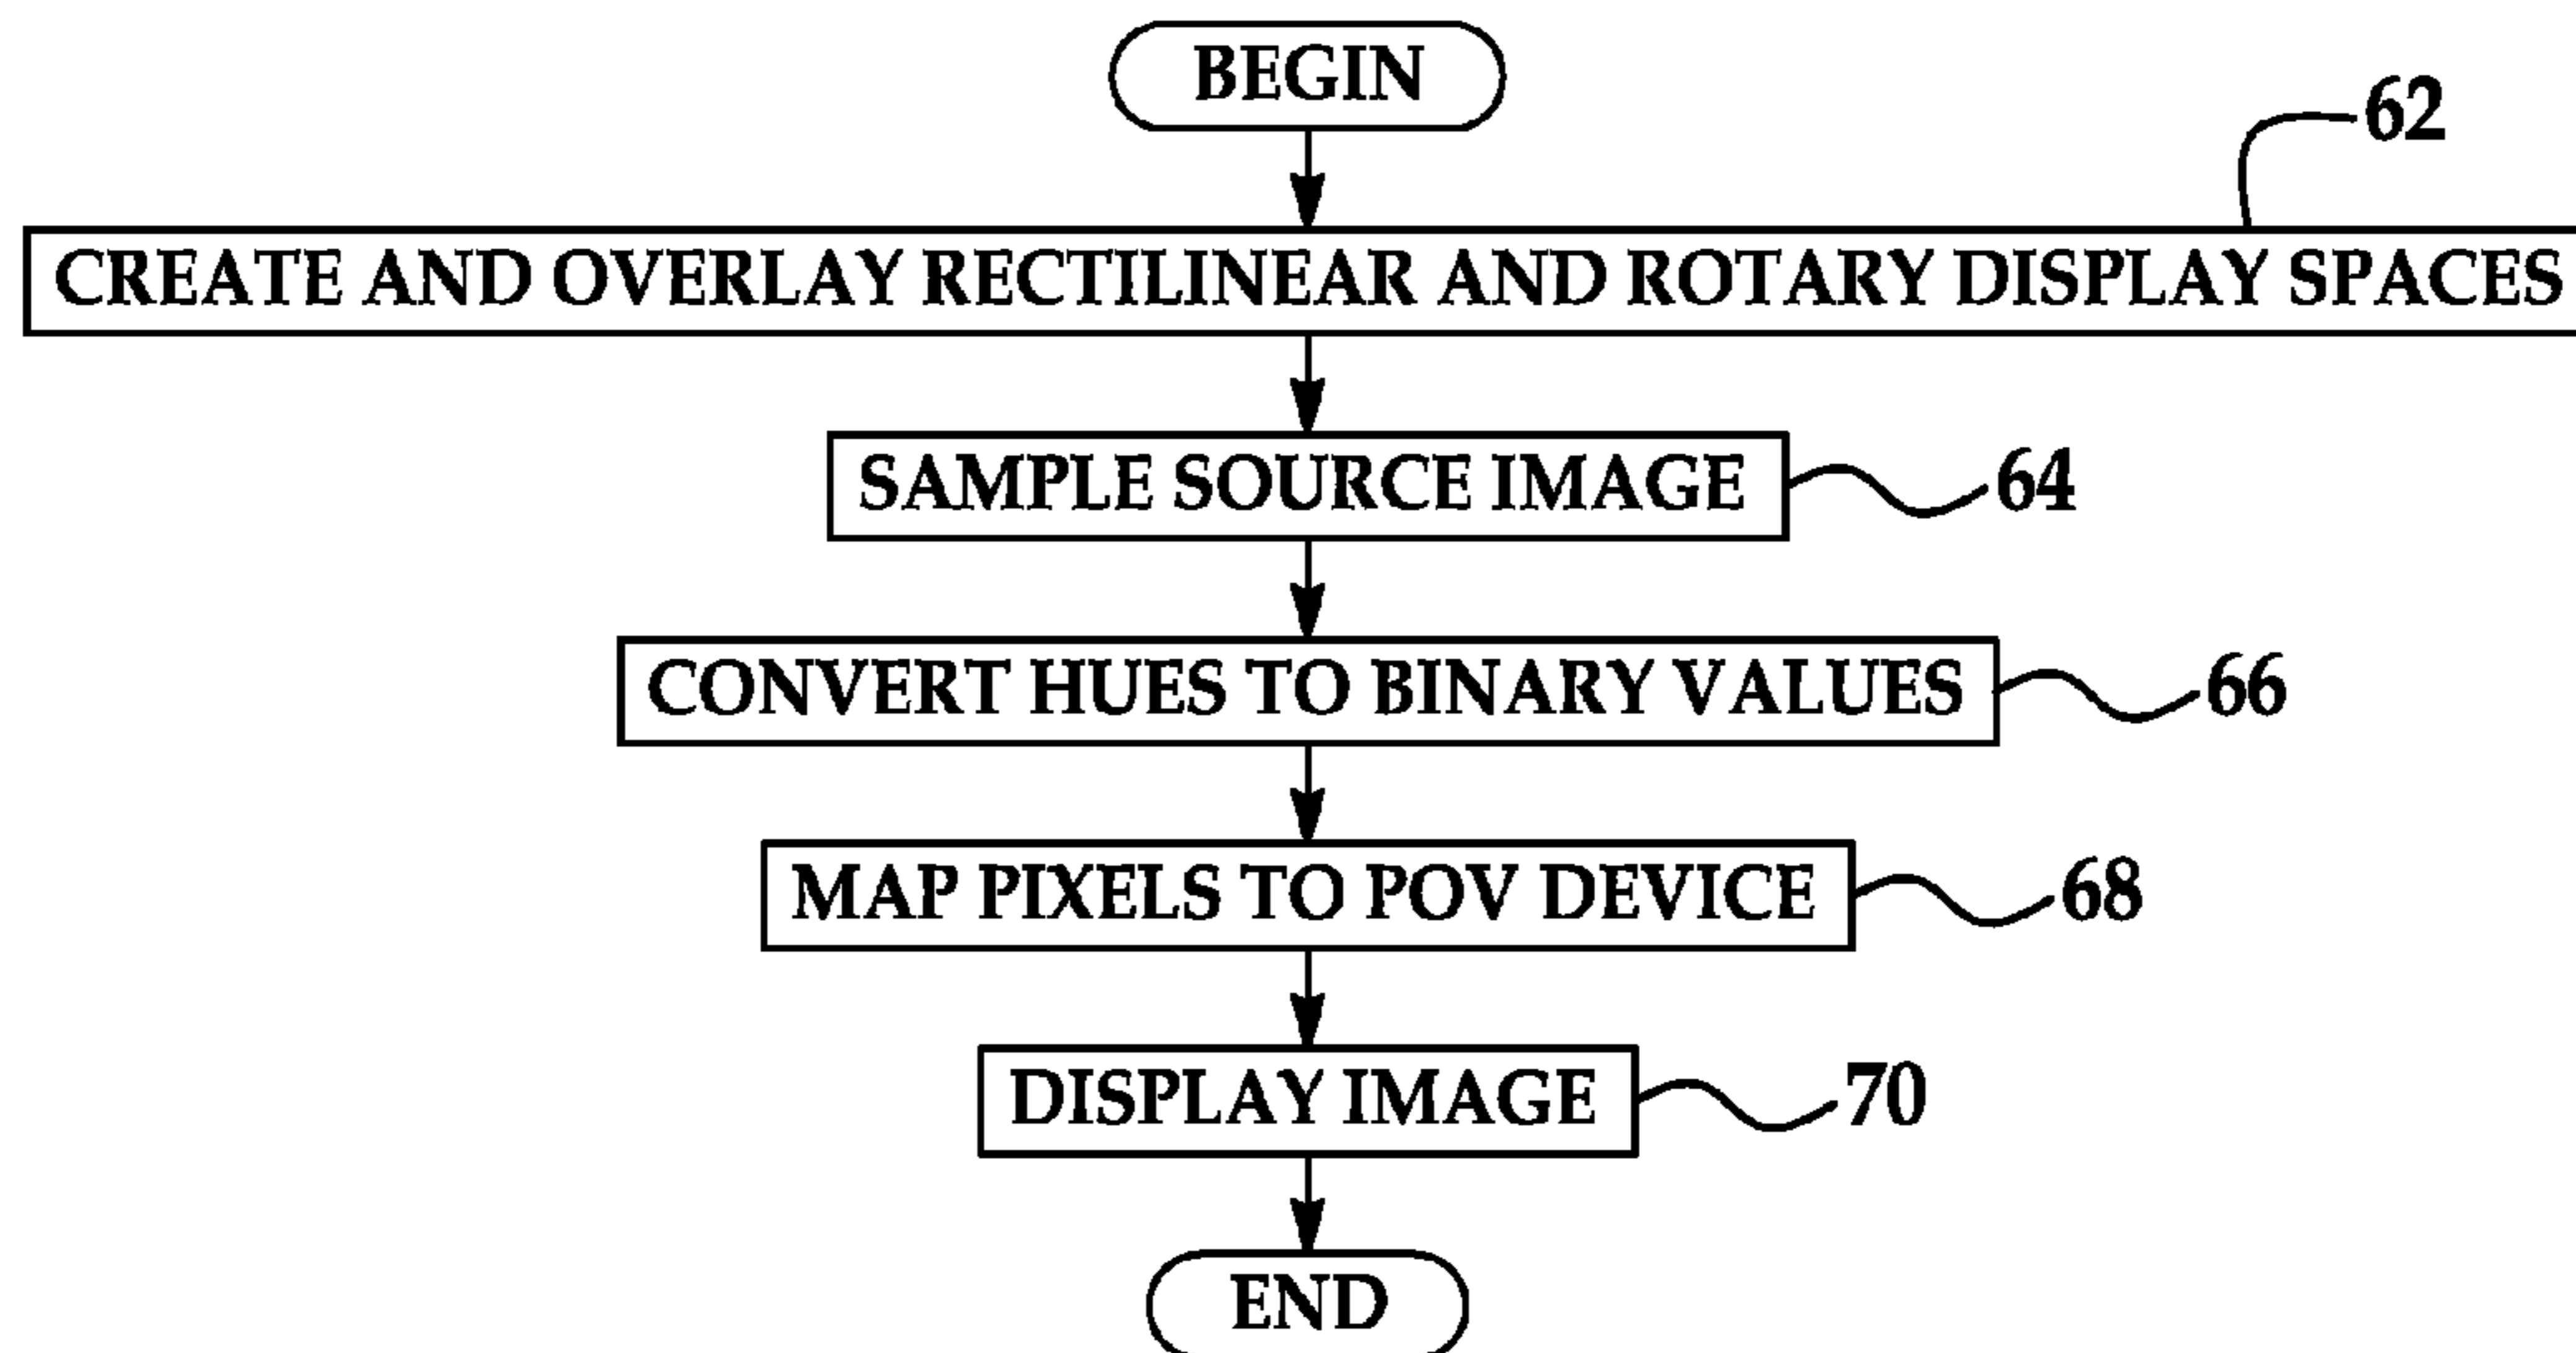 BEGIN
62
CREATE AND OVERLAY RECTILINEAR AND ROTARY DISPLAY SPACES
SAMPLE SOURCE IMAGE 64
CONVERT HUES TO BINARY VALUES 66
MAP PIXELS TO POV DEVICE 68
DISPLAY IMAGE 70
END